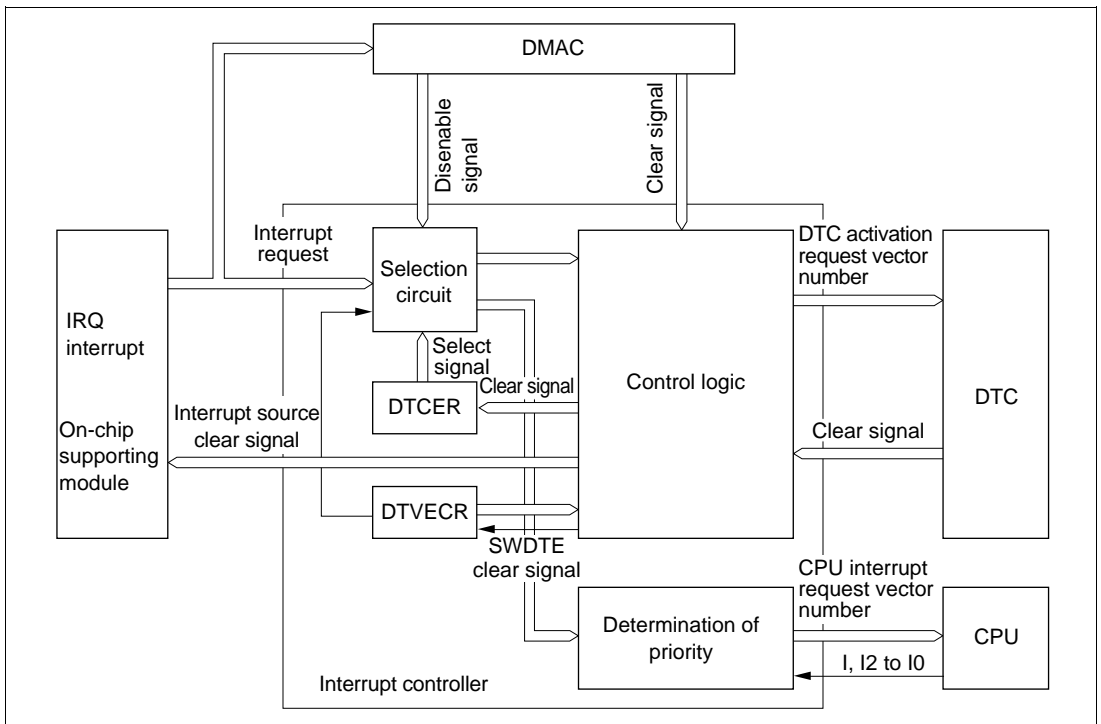 DMAC
Disenable
signal
Clear signal
Interrupt
request
Selection
circuit
DTC activation
request vector
number
IRQ
interrupt
Select
signal
Clear signal
Control logic
DTC
DTCER
Interrupt source
clear signal
Clear signal
On-chip
supporting
module
DTVECR
SWDTE
clear signal
CPU interrupt
request vector
number
Determination of
priority
CPU
I, I2 to I0
Interrupt controller